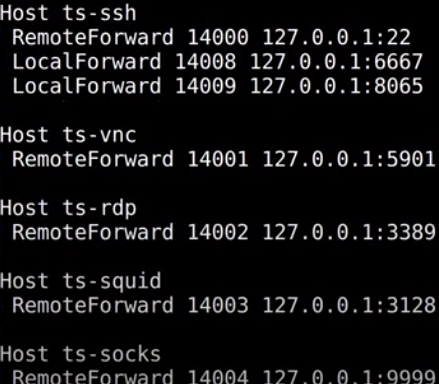 Host ts-ssh
RemoteForward 14000 127.0.0.1:22
LocalForward 14008 127.0.0.1:6667
LocalForward 14009 127.0.0.1:8065
Host ts-vnc
RemoteForward 14001 127.0.0.1:5901
Host ts-rdp
RemoteForward 14002 127.0.0.1:3389
Host ts-squid
RemoteForward 14003 127.0.0.1:3128
Host ts-socks
RemoteForward 14004 127.0.0.1:9999